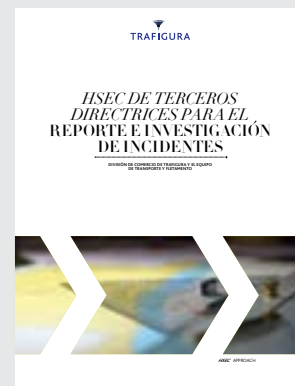 TRAFIGURA
HSEC DE TERCEROS
DIRECTRICES PARA EL
REPORTE E INVESTIGACIÓN
DE INCIDENTES
DIVISIÓN DE COMERCIO DE TRAFIGURA Y EL EQUIPO
DE TRANSPORTE Y FLETAMENTO
HSEC APPROACH